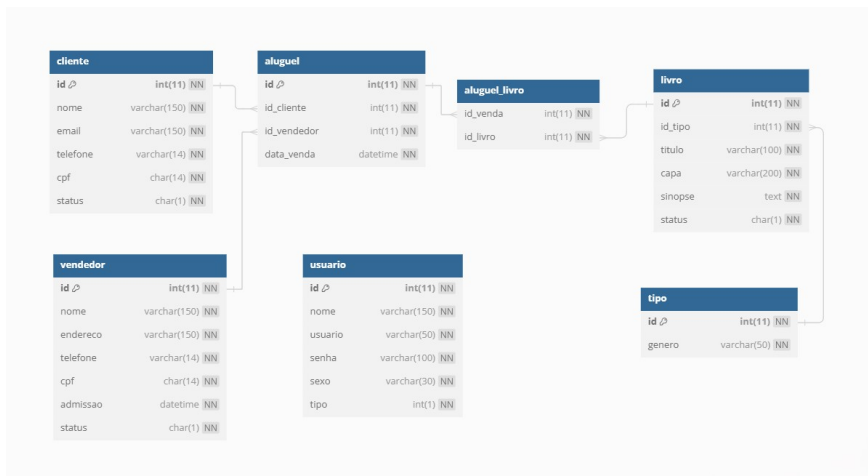 cliente
id int(11) NN
nome varchar(150) NN
email varchar(150) NN
telefone varchar(14) NN
cpf char(14) NN
status char(1) NN
aluguel
id int(11) NN
id_cliente int(11) NN
id_vendedor int(11) NN
data_venda datetime NN
aluguel_livro
id_venda int(11) NN
id_livro int(11) NN
livro
id int(11) NN
id_tipo int(11) NN
titulo varchar(100) NN
capa varchar(200) NN
sinopse text NN
status char(1) NN
vendedor
id int(11) NN
nome varchar(150) NN
endereco varchar(150) NN
telefone varchar(14) NN
cpf char(14) NN
admissao datetime NN
status char(1) NN
usuario
id int(11) NN
nome varchar(150) NN
usuario varchar(50) NN
senha varchar(100) NN
sexo varchar(30) NN
tipo int(1) NN
tipo
id int(11) NN
genero varchar(50) NN